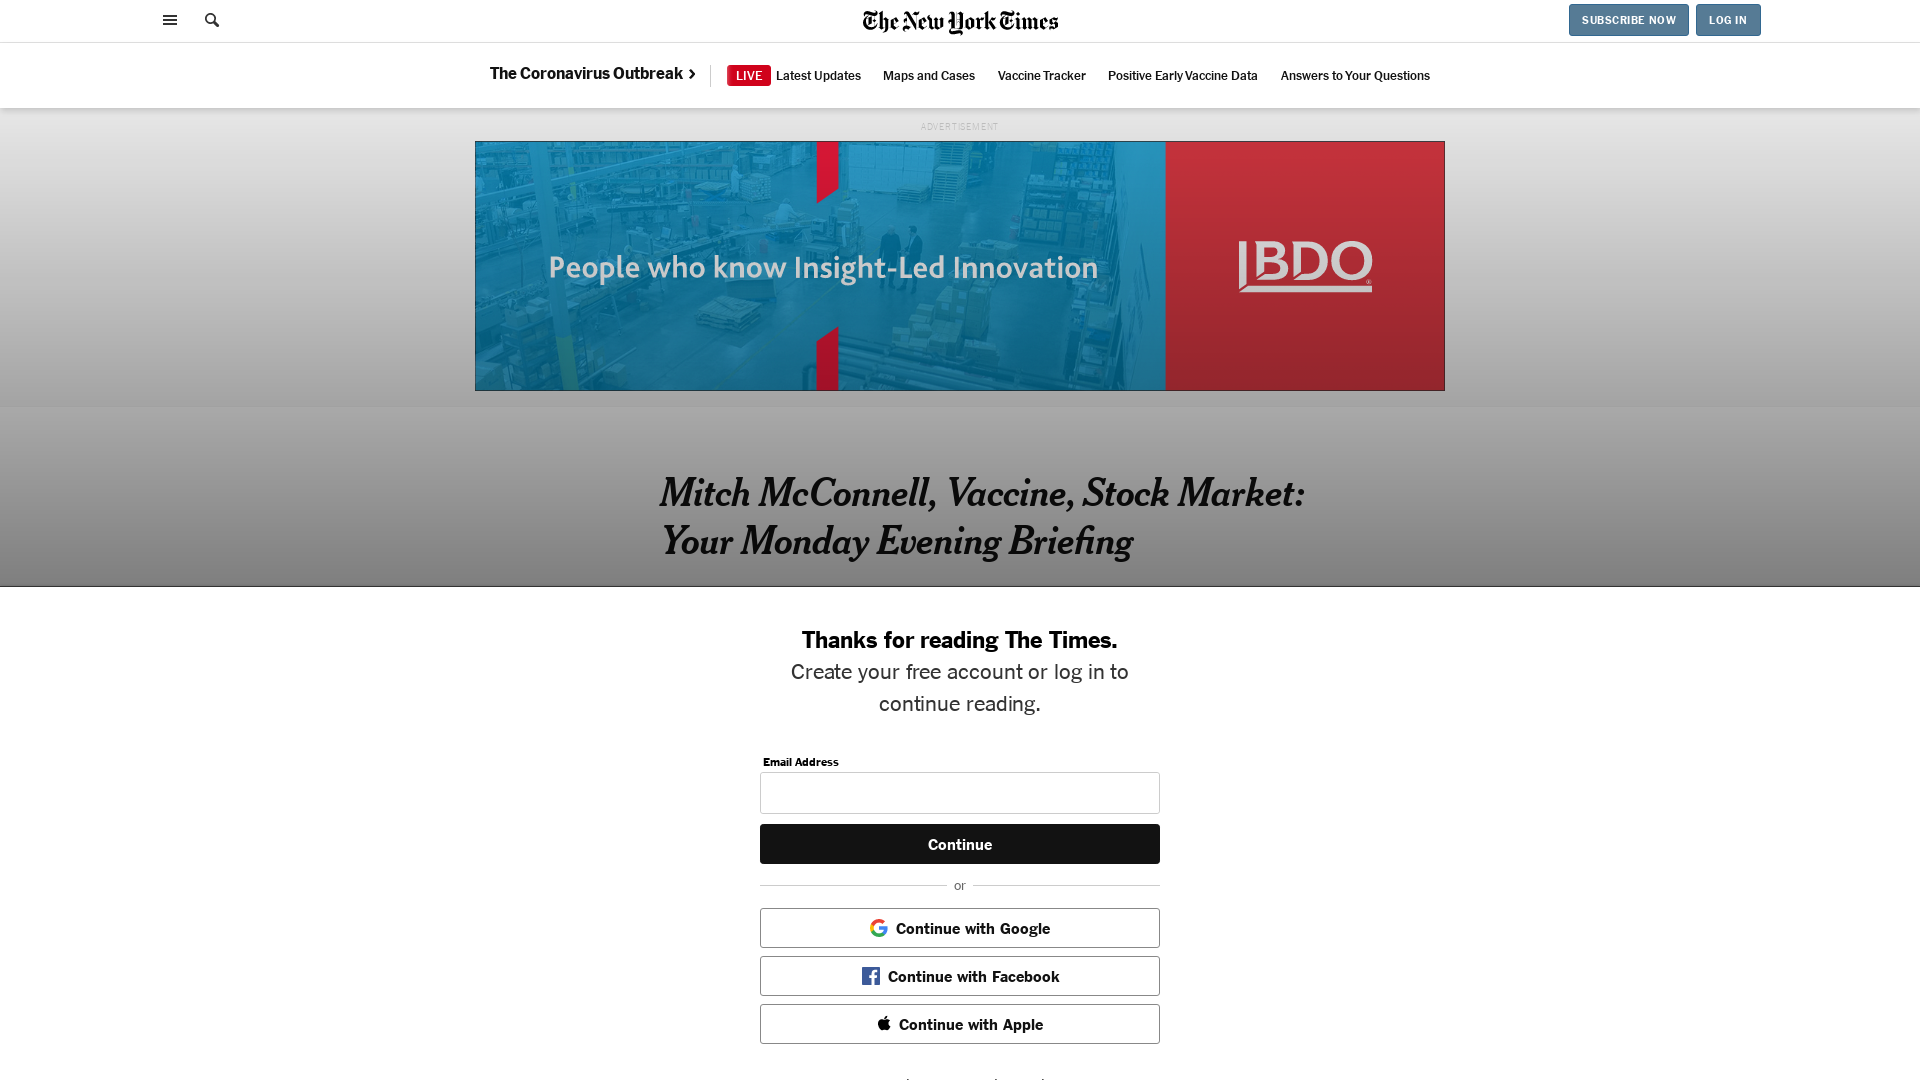 The New York Times
SUBSCRIBE NOW
LOG IN
The Coronavirus Outbreak
LIVE Latest Updates
Maps and Cases
Vaccine Tracker
Positive Early Vaccine Data
Answers to Your Questions
ADVERTISEMENT
People who know Insight-Led Innovation
BDO®
Mitch McConnell, Vaccine, Stock Market:
Your Monday Evening Briefing
Thanks for reading The Times.
Create your free account or log in to
continue reading.
Email Address
Continue
or
Continue with Google
Continue with Facebook
Continue with Apple